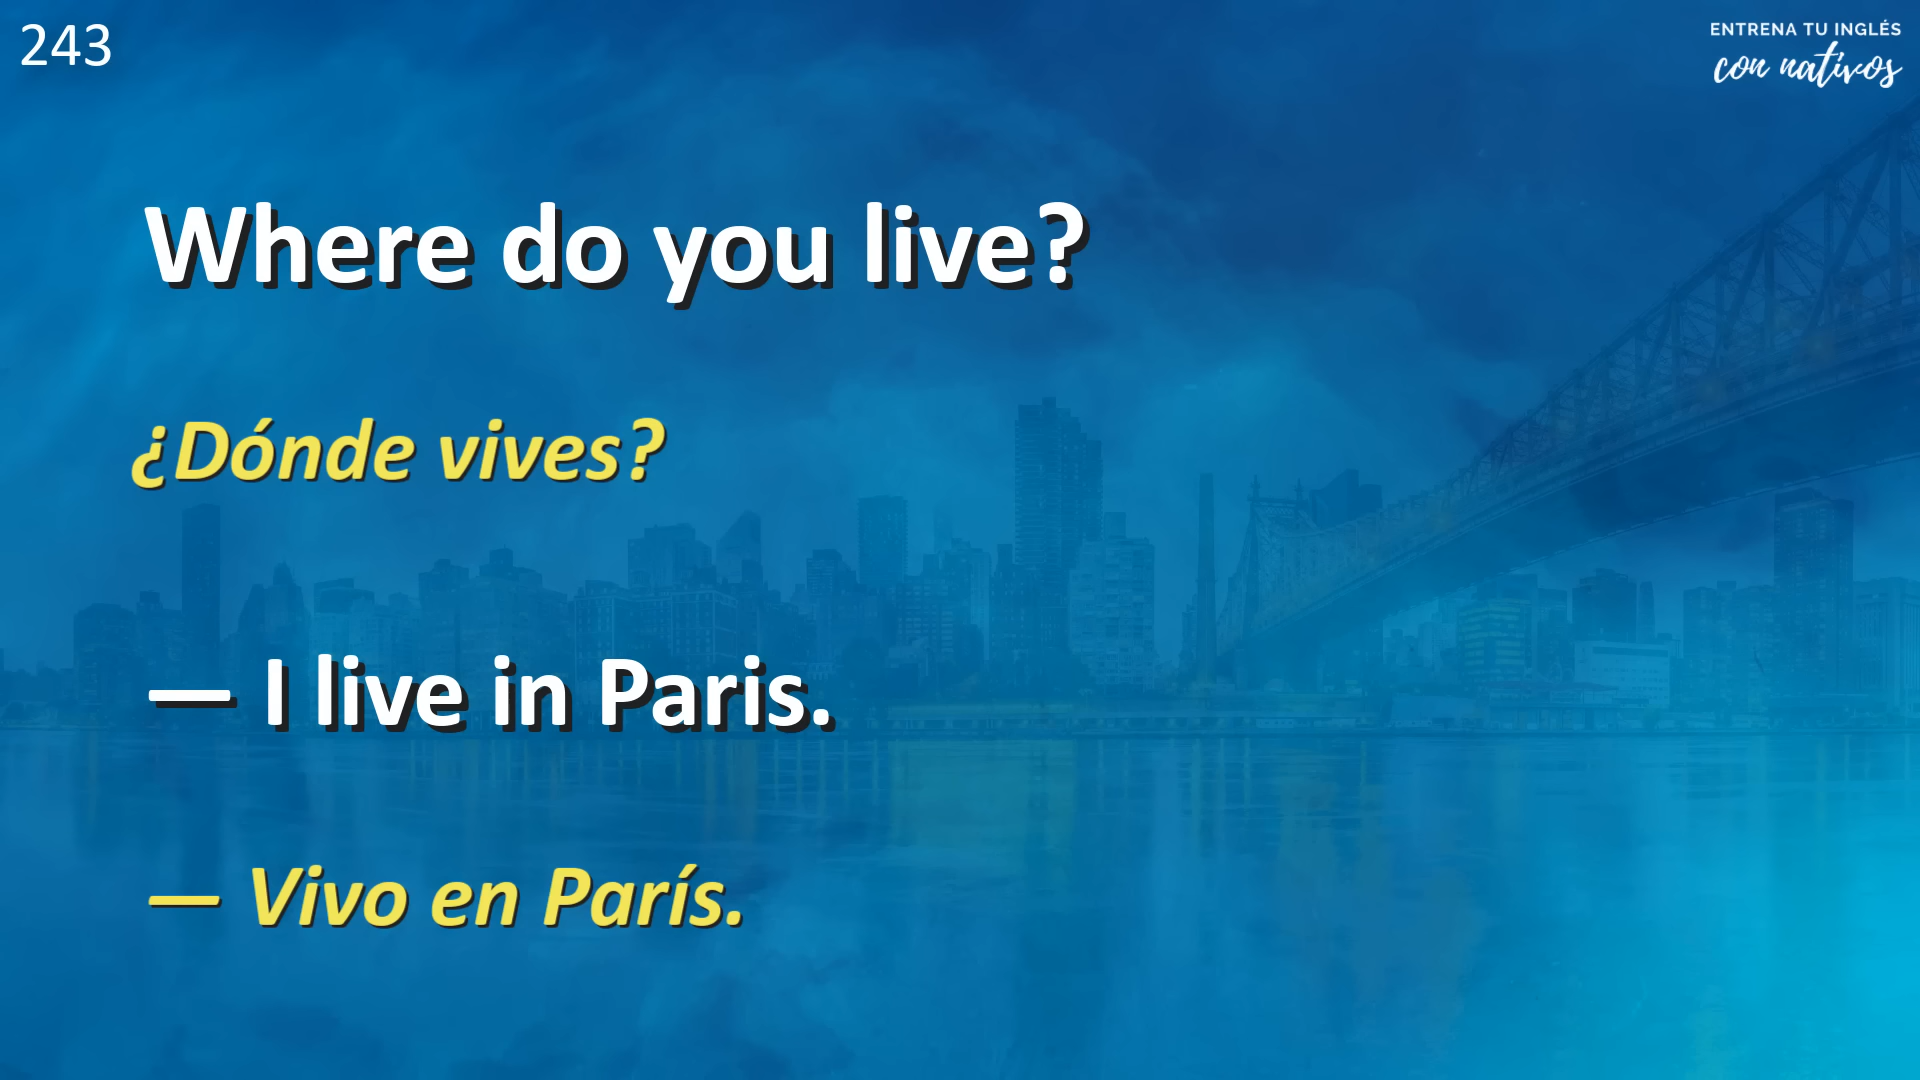 243
ENTRENA TU INGLÉS
con nativos
Where do you live?
¿Dónde vives?
— I live in Paris.
— Vivo en París.